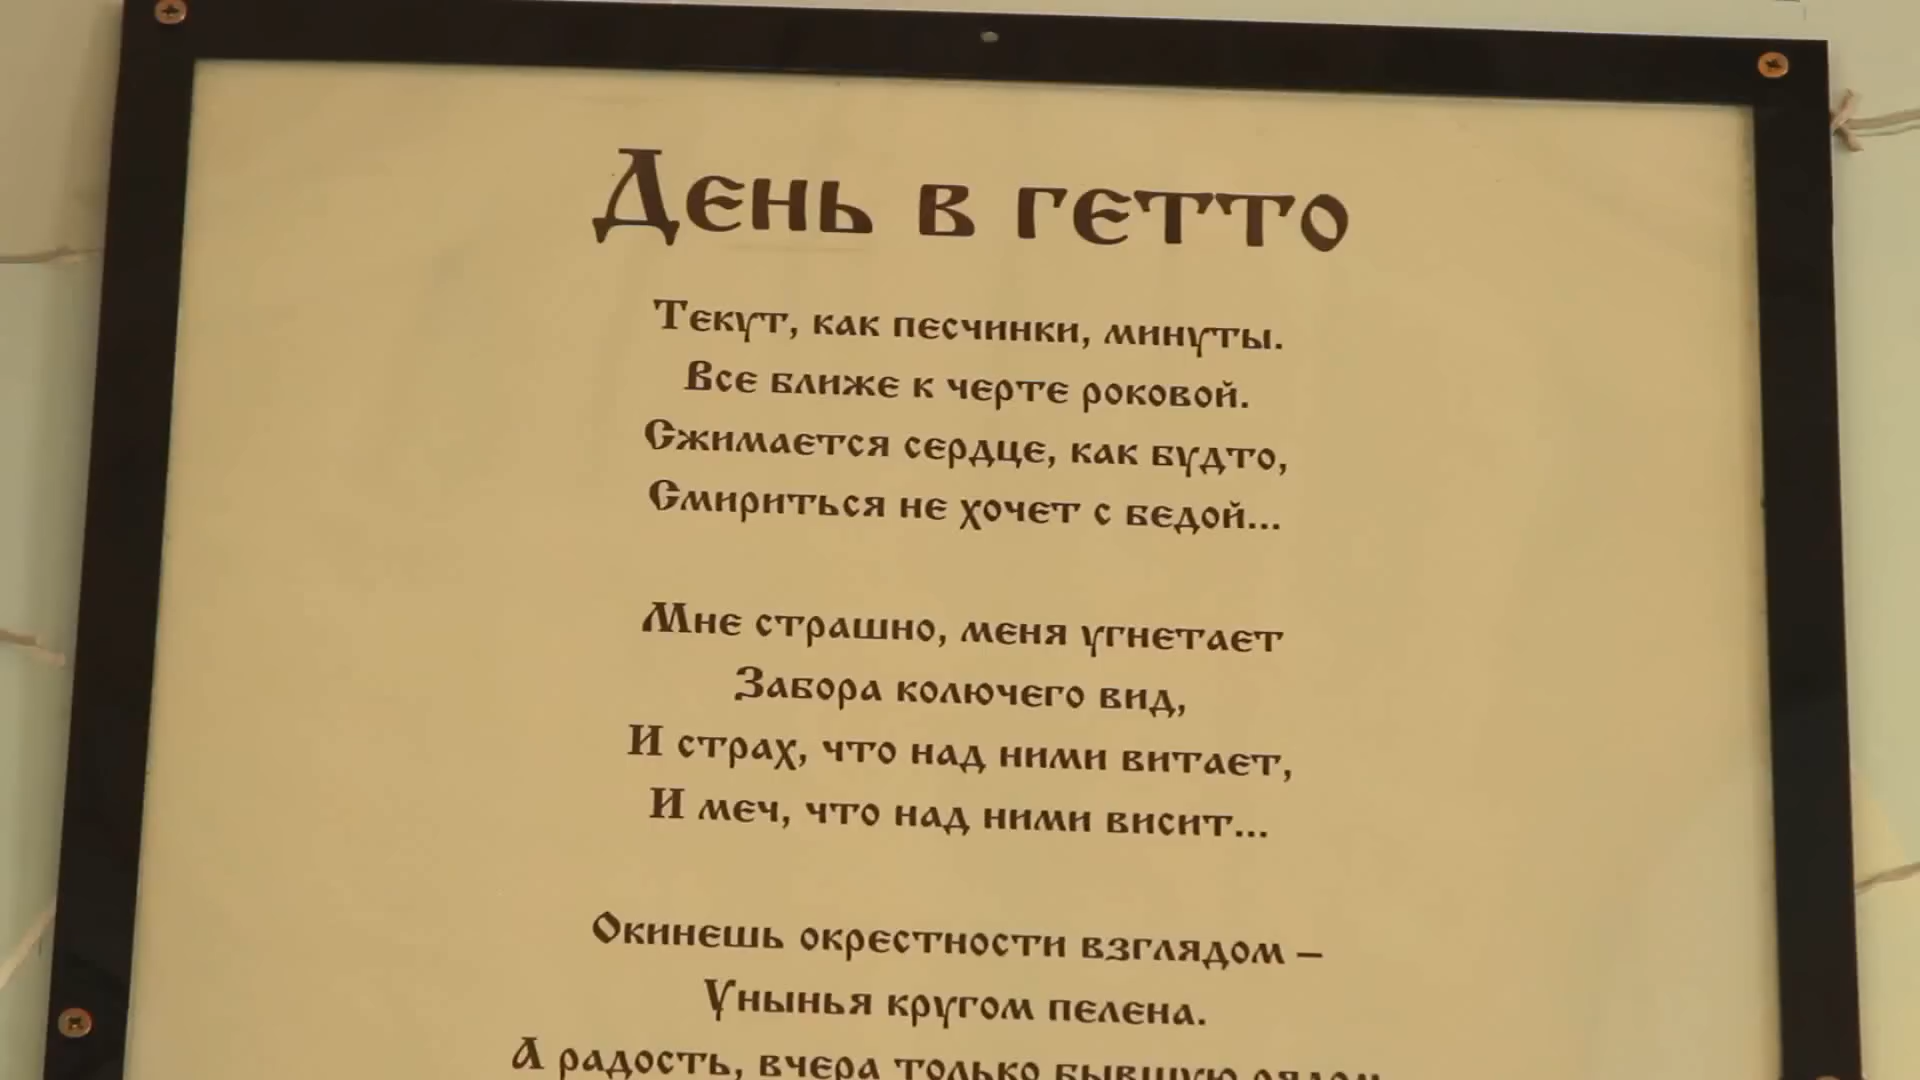 День в гетто
Текут, как песчинки, минуты.
Все ближе к черте роковой.
Сжимается сердце, как будто,
Смириться не хочет с бедой...
Мне страшно, меня угнетает
Забора колючего вид,
И страх, что над ними витает,
И меч, что над ними висит...
Окинешь окрестности взглядом –
Унынья кругом пелена.
А радость, вчера только бывшую рядом